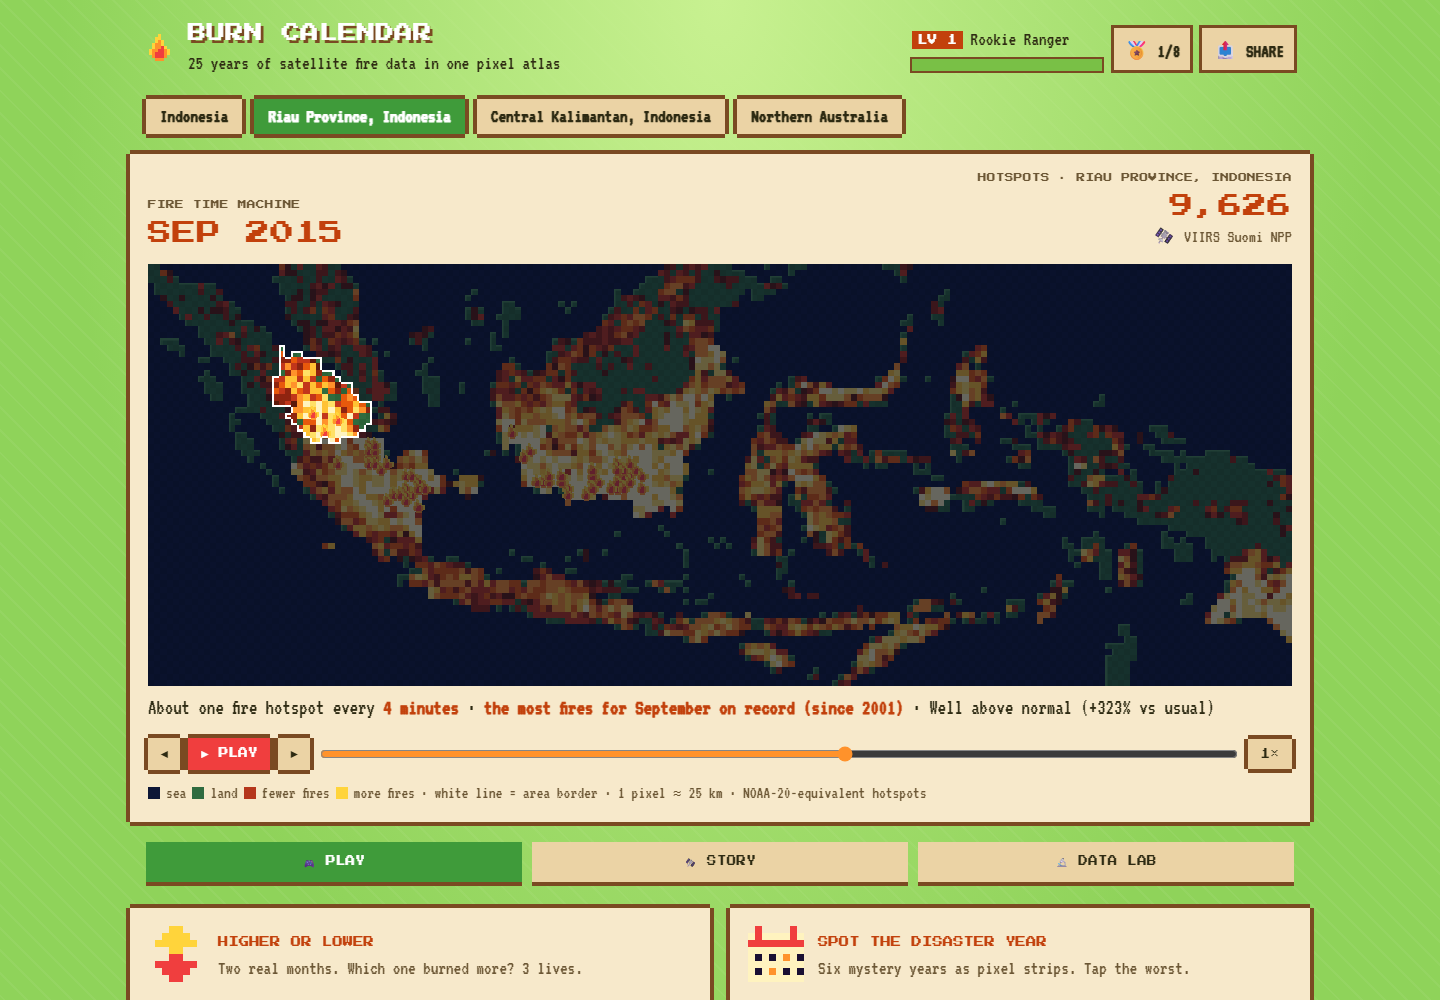 BURN CALENDAR
25 years of satellite fire data in one pixel atlas
LV 1 Rookie Ranger
1/8
SHARE
Indonesia
Riau Province, Indonesia
Central Kalimantan, Indonesia
Northern Australia
HOTSPOTS · RIAU PROVINCE, INDONESIA
FIRE TIME MACHINE
9,626
SEP 2015
VIIRS Suomi NPP
About one fire hotspot every 4 minutes · the most fires for September on record (since 2001) · Well above normal (+323% vs usual)
◀ ▶ PLAY ▶ 1×
sea land fewer fires more fires · white line = area border · 1 pixel ≈ 25 km · NOAA-20-equivalent hotspots
PLAY
STORY
DATA LAB
HIGHER OR LOWER
Two real months. Which one burned more? 3 lives.
SPOT THE DISASTER YEAR
Six mystery years as pixel strips. Tap the worst.